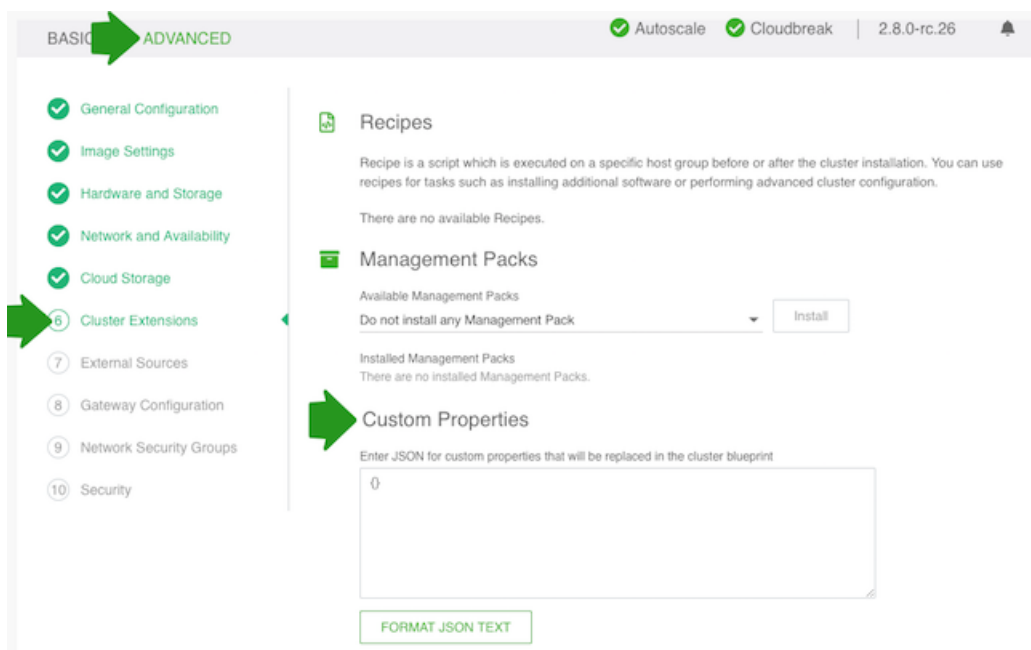 BASIC ADVANCED Autoscale Cloudbreak 2.8.0-rc.26
General Configuration
Image Settings
Hardware and Storage
Network and Availability
Cloud Storage
6 Cluster Extensions
7 External Sources
8 Gateway Configuration
9 Network Security Groups
10 Security
Recipes
Recipe is a script which is executed on a specific host group before or after the cluster installation. You can use
recipes for tasks such as installing additional software or performing advanced cluster configuration.
There are no available Recipes.
Management Packs
Available Management Packs
Do not install any Management Pack Install
Installed Management Packs
There are no installed Management Packs.
Custom Properties
Enter JSON for custom properties that will be replaced in the cluster blueprint
{}
FORMAT JSON TEXT